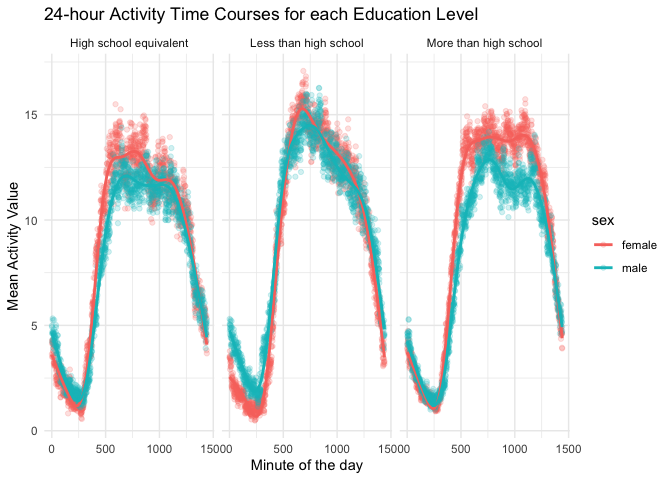 24-hour Activity Time Courses for each Education Level
High school equivalent Less than high school More than high school
15
10
5
0
Mean Activity Value
sex
female
male
0 500 1000 1500 0 500 1000 1500 0 500 1000 1500
Minute of the day